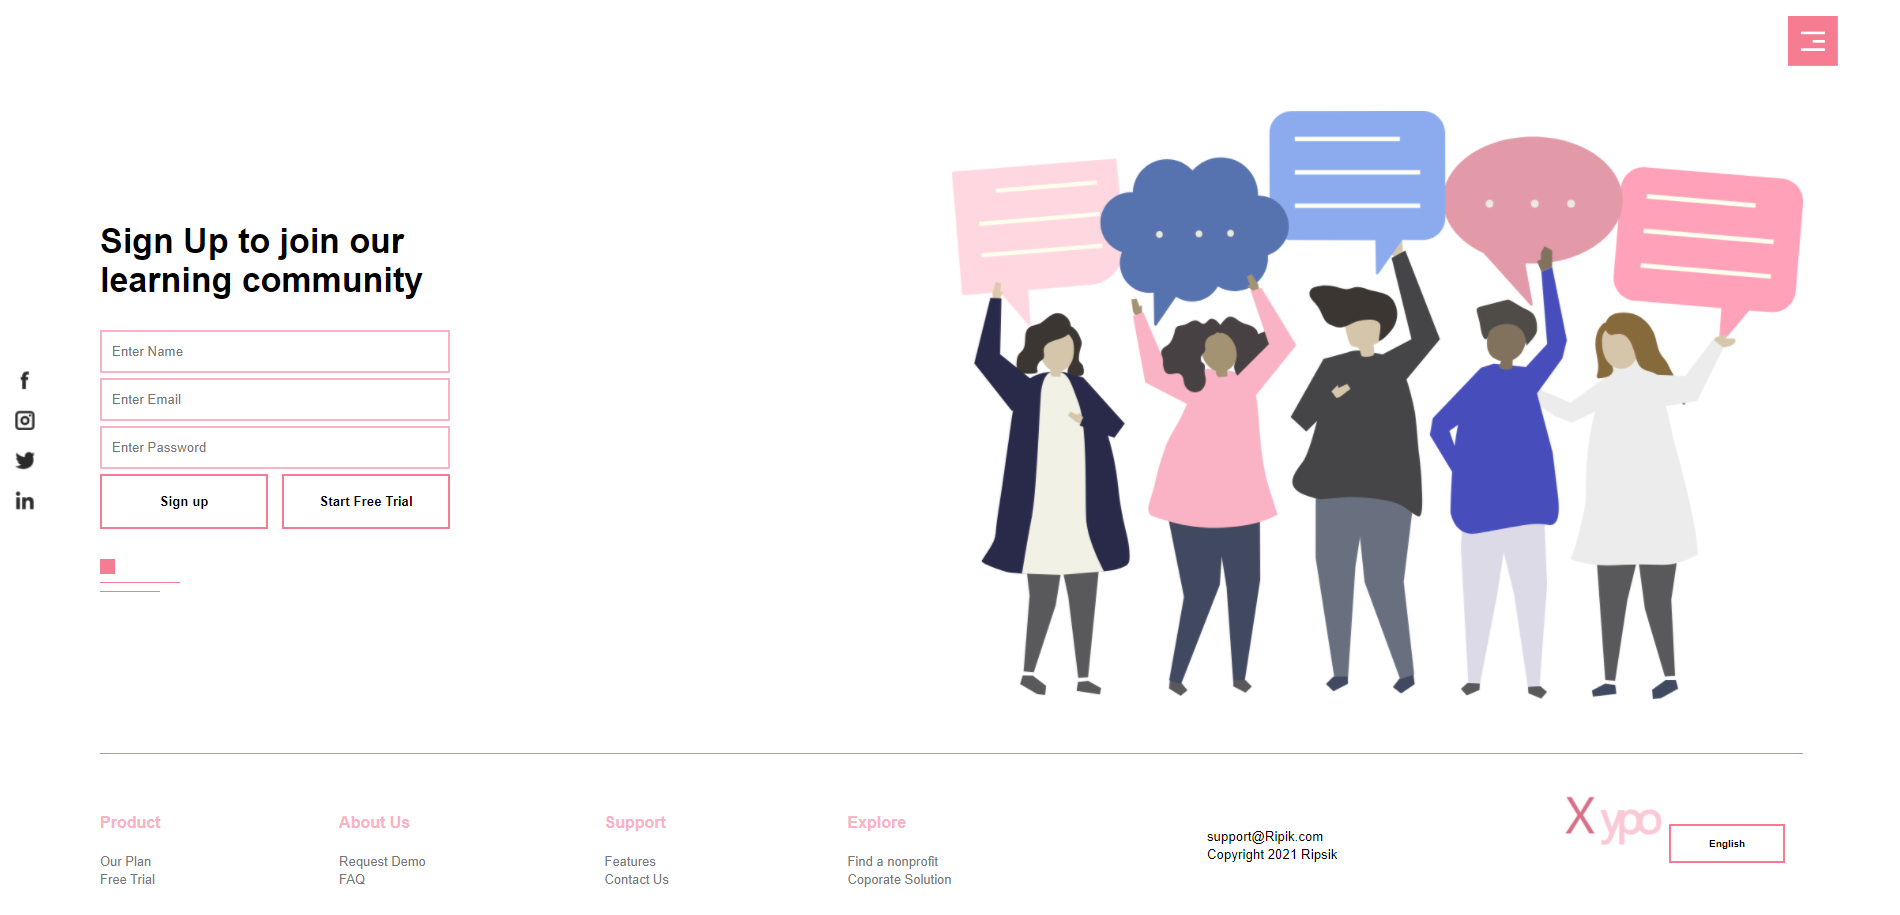 Sign Up to join our
learning community
Enter Name
Enter Email
Enter Password
Sign up
Start Free Trial
Product
Our Plan
Free Trial
About Us
Request Demo
FAQ
Support
Features
Contact Us
Explore
Find a nonprofit
Coporate Solution
support@Ripik.com
Copyright 2021 Ripsik
Xypo
English